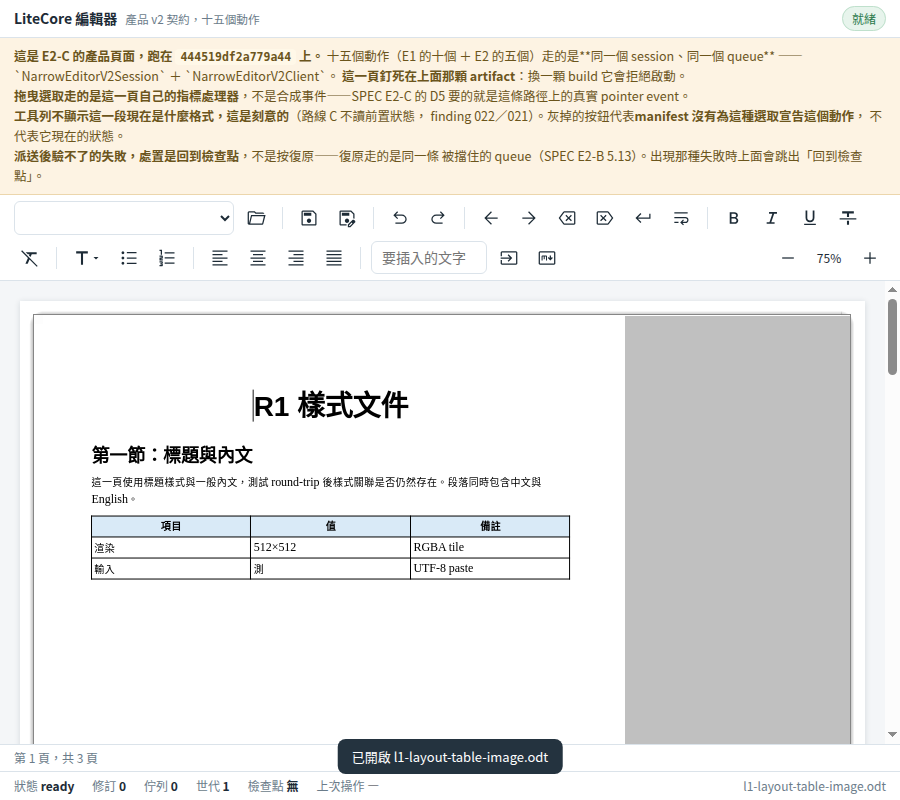 LiteCore 編輯器 產品 v2 契約，十五個動作 就緒
這是 E2-C 的產品頁面，跑在 444519df2a779a44 上。十五個動作（E1 的十個 ＋ E2 的五個）走的是**同一個 session、同一個 queue** ——
`NarrowEditorV2Session` ＋ `NarrowEditorV2Client`。這一頁釘死在上面那顆 artifact：換一顆 build 它會拒絕啟動。
拖曳選取走的是這一頁自己的指標處理器，不是合成事件——SPEC E2-C 的 D5 要的就是這條路徑上的真實 pointer event。
工具列不顯示這一段現在是什麼格式，這是刻意的（路線 C 不讀前置狀態， finding 022／021）。灰掉的按鈕代表manifest 沒有為這種選取宣告這個動作， 不
代表它現在的狀態。
派送後驗不了的失敗，處置是回到檢查點，不是按復原——復原走的是同一條 被擋住的 queue（SPEC E2-B 5.13）。出現那種失敗時上面會跳出「回到檢查
點」。
B I U T
T 要插入的文字 75%
R1 樣式文件
第一節：標題與內文
這一頁使用標題樣式與一般內文，測試 round-trip 後樣式關聯是否仍然存在。段落同時包含中文與
English。
項目 值 備註
渲染 512×512 RGBA tile
輸入 測 UTF-8 paste
第 1 頁，共 3 頁
已開啟 l1-layout-table-image.odt
狀態 ready 修訂 0 佇列 0 世代 1 檢查點 無 上次操作 — l1-layout-table-image.odt